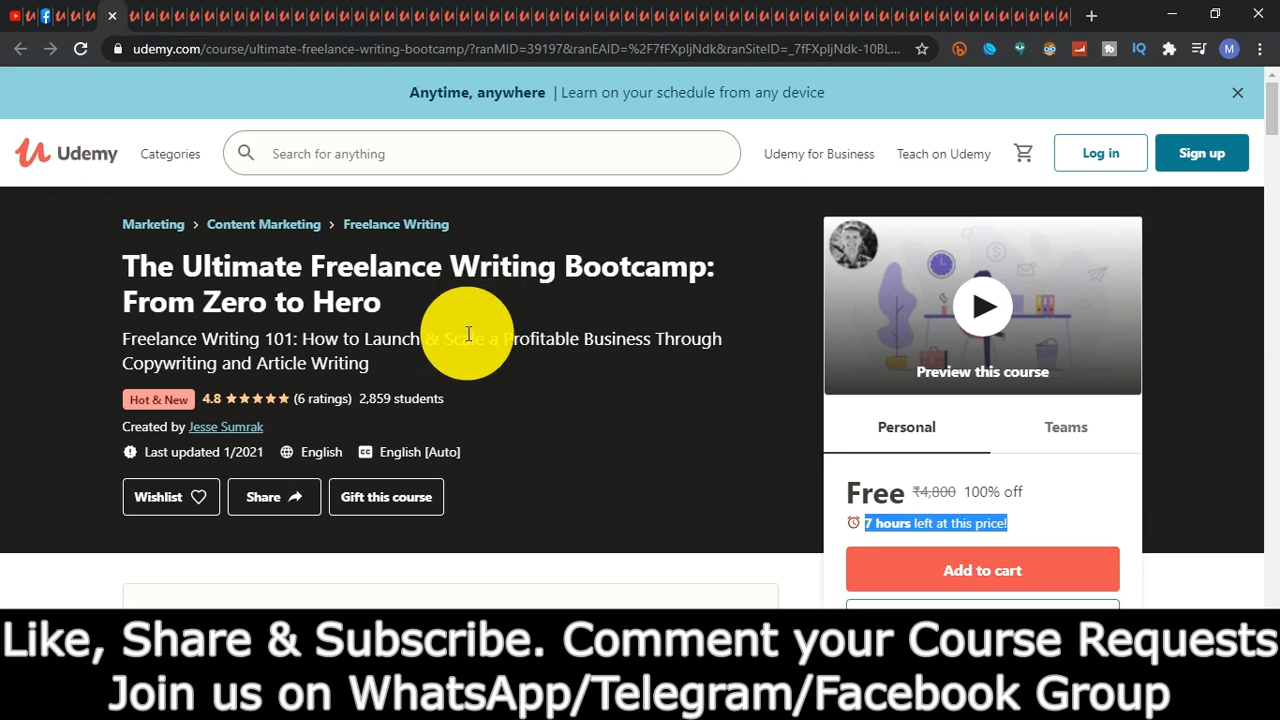 udemy.com/course/ultimate-freelance-writing-bootcamp/?ranMID=39197&ranEAID=%2F7fFXpIjNdk&ranSiteID=_7fFXpIjNdk-10BL...
IQ
M
Anytime, anywhere | Learn on your schedule from any device
Udemy
Categories
Search for anything
Udemy for Business
Teach on Udemy
Log in
Sign up
Marketing > Content Marketing > Freelance Writing
The Ultimate Freelance Writing Bootcamp:
From Zero to Hero
Freelance Writing 101: How to Launch & Scale a Profitable Business Through
Copywriting and Article Writing
Hot & New 4.8 (6 ratings) 2,859 students
Created by Jesse Sumrak
Last updated 1/2021 English CC English [Auto]
Wishlist
Share
Gift this course
Preview this course
Personal
Teams
Free ₹4,800 100% off
7 hours left at this price!
Add to cart
Like, Share & Subscribe. Comment your Course Requests
Join us on WhatsApp/Telegram/Facebook Group